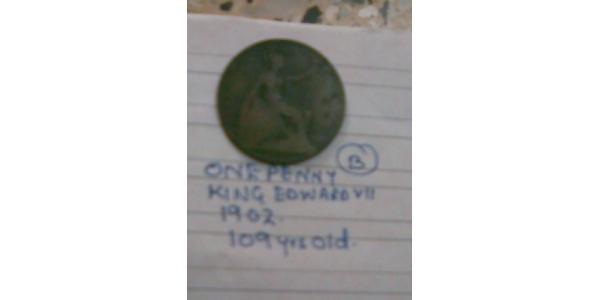 B
ONE PENNY
KING EDWARD VII
1902.
109 yrs old.